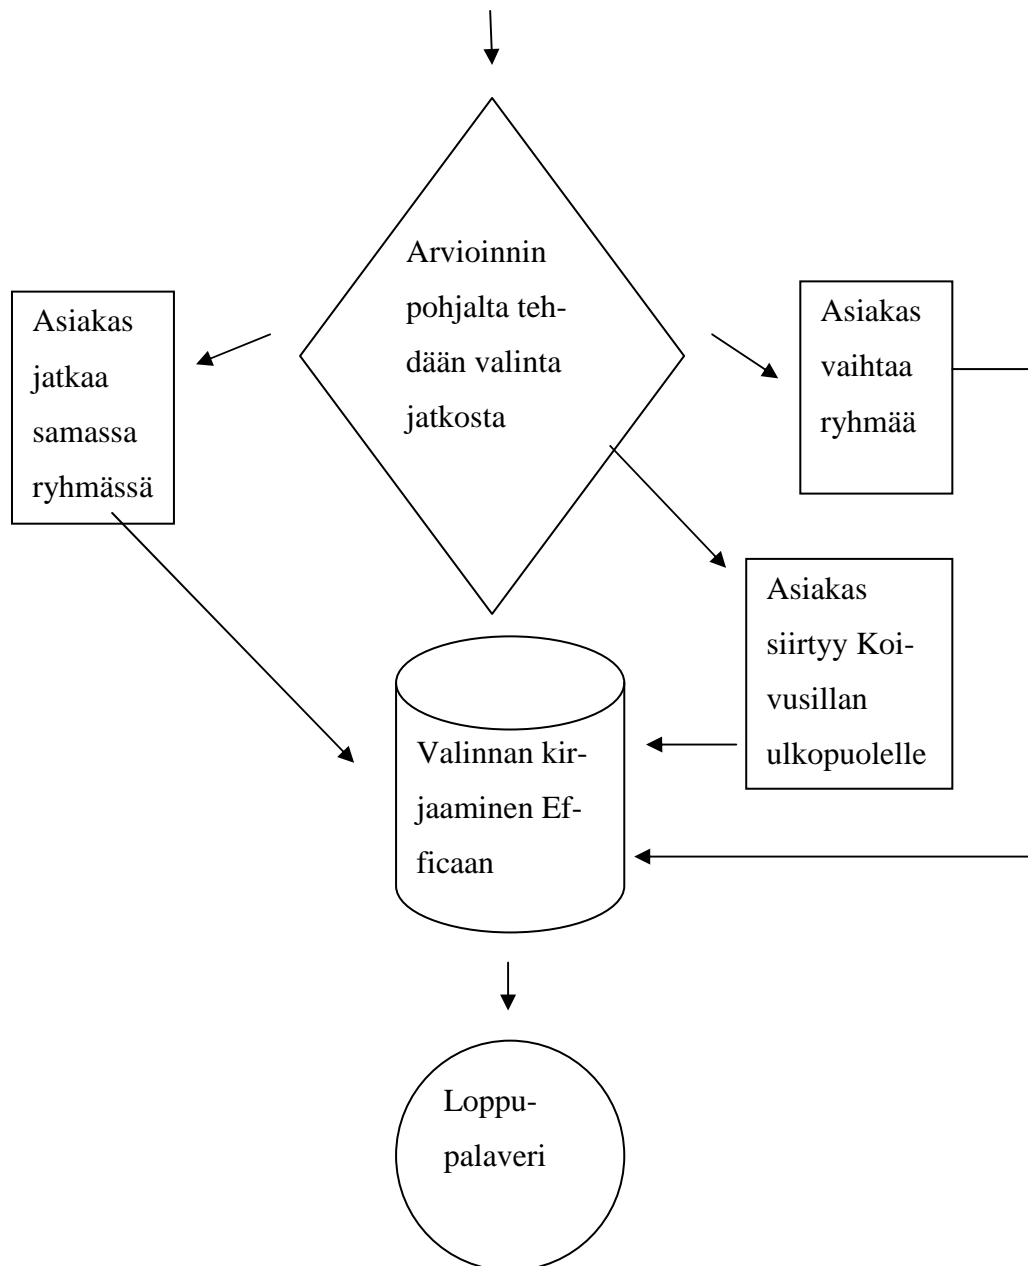 Arvioinnin
pohjalta teh-
dään valinta
jatkosta
Asiakas
jatkaa
samassa
ryhmässä
Asiakas
vaihtaa
ryhmää
Asiakas
siirtyy Koi-
vusillan
ulkopuolelle
Valinnan kir-
jaaminen Ef-
ficaan
Loppu-
palaveri